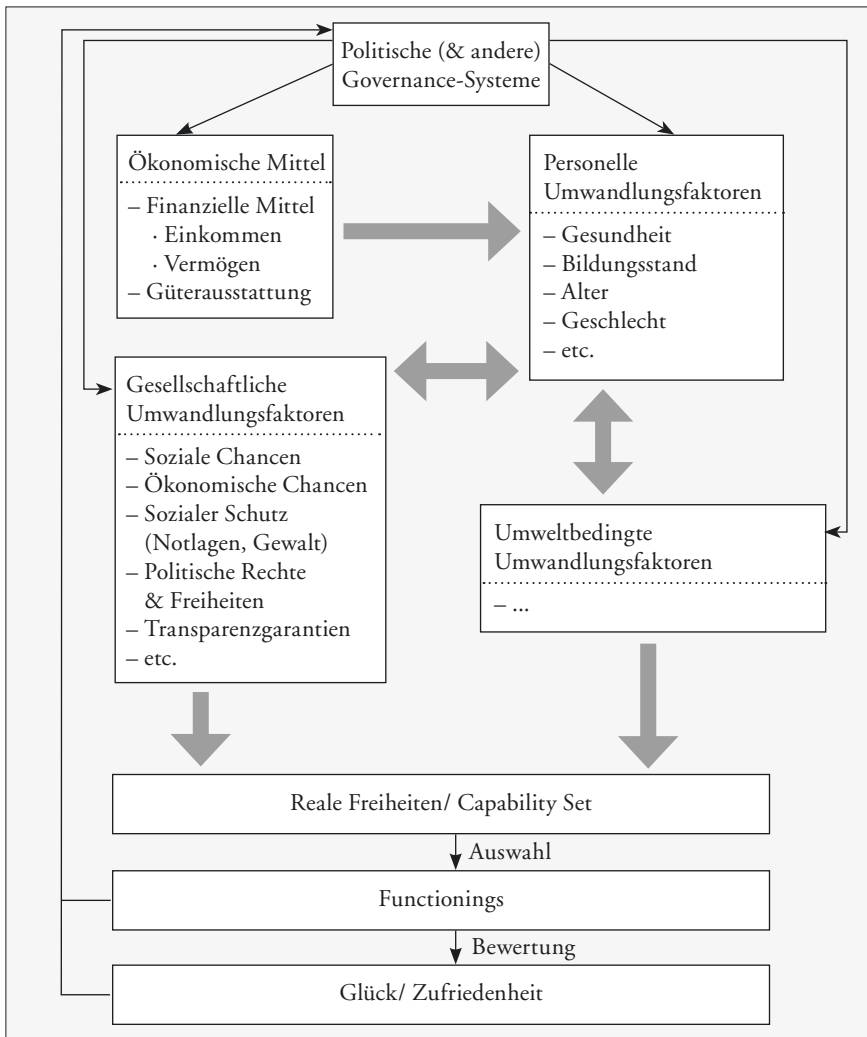 Politische (& andere)
Governance-Systeme
Ökonomische Mittel
– Finanzielle Mittel
· Einkommen
· Vermögen
– Güterausstattung
Personelle
Umwandlungsfaktoren
– Gesundheit
– Bildungsstand
– Alter
– Geschlecht
– etc.
Gesellschaftliche
Umwandlungsfaktoren
– Soziale Chancen
– Ökonomische Chancen
– Sozialer Schutz
(Notlagen, Gewalt)
– Politische Rechte
& Freiheiten
– Transparenzgarantien
– etc.
Umweltbedingte
Umwandlungsfaktoren
– ...
Reale Freiheiten/ Capability Set
Auswahl
Functionings
Bewertung
Glück/ Zufriedenheit